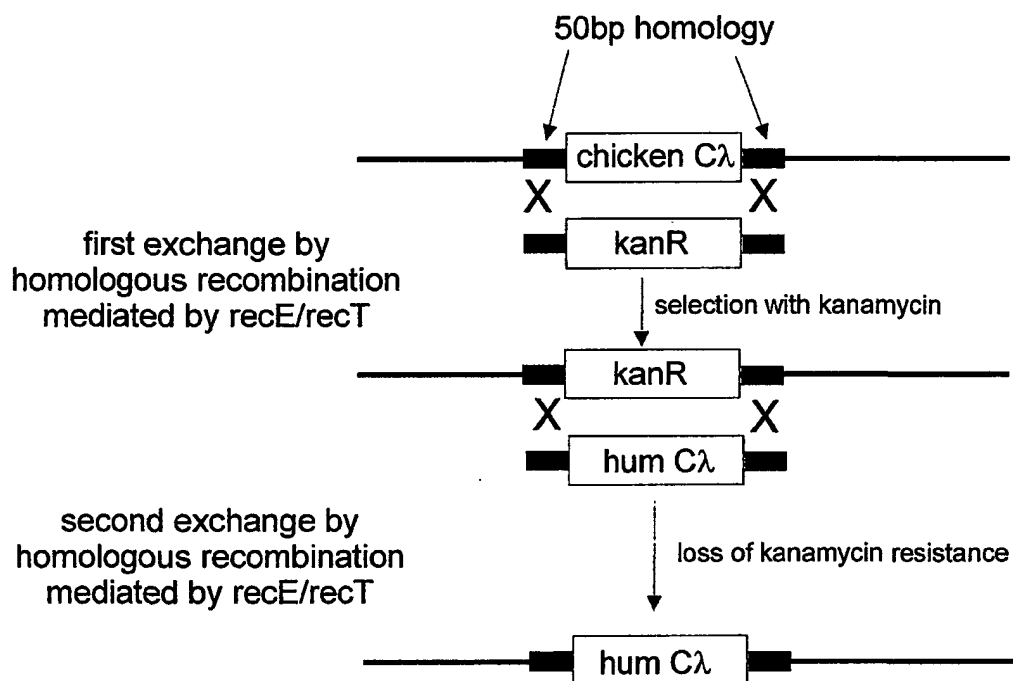 50bp homology
chicken Cλ
X X
kanR
first exchange by
homologous recombination
mediated by recE/recT
selection with kanamycin
kanR
X X
hum Cλ
second exchange by
homologous recombination
mediated by recE/recT
loss of kanamycin resistance
hum Cλ